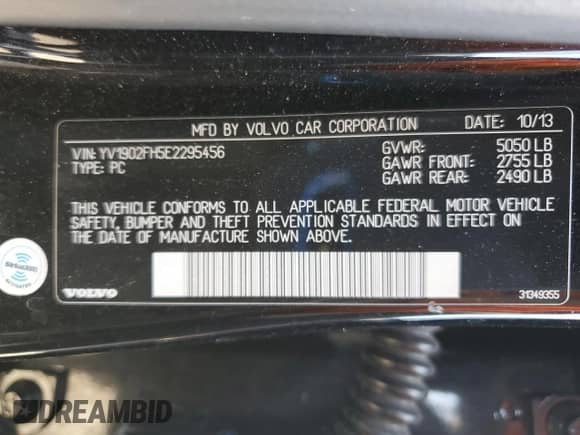 MFD BY VOLVO CAR CORPORATION DATE: 10/13
VIN: YV1902FH5E2295456 GVWR: 5050 LB
TYPE: PC GAWR FRONT: 2755 LB
GAWR REAR: 2490 LB
THIS VEHICLE CONFORMS TO ALL APPLICABLE FEDERAL MOTOR VEHICLE
SAFETY, BUMPER AND THEFT PREVENTION STANDARDS IN EFFECT ON
THE DATE OF MANUFACTURE SHOWN ABOVE.
VOLVO 31349355
DREAMBID